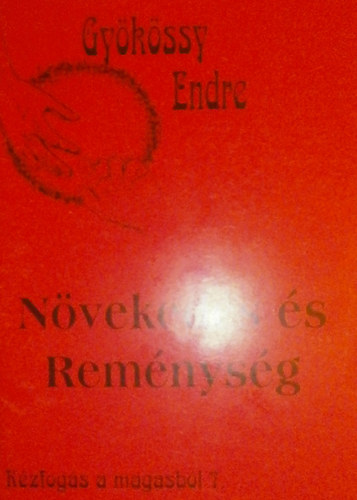 Gyökössy
Endre
és
Reménység
Kézfogás a magasból 7.